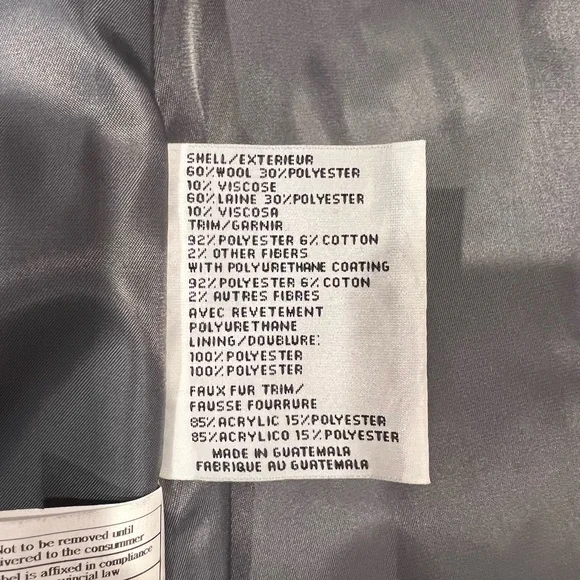 SHELL/EXTERIEUR
60%WOOL 30%POLYESTER
10% VISCOSE
60%LAINE 30%POLYESTER
10% VISCOSA
TRIM/GARNIR
92%POLYESTER 6%COTTON
2% OTHER FIBERS
WITH POLYURETHANE COATING
92%POLYESTER 6%COTON
2% AUTRES FIBRES
AVEC REVETEMENT
POLYURETHANE
LINING/DOUBLURE:
100%POLYESTER
100%POLYESTER
FAUX FUR TRIM/
FAUSSE FOURRURE
85%ACRYLIC 15%POLYESTER
85%ACRYLICO 15%POLYESTER
MADE IN GUATEMALA
FABRIQUE AU GUATEMALA
Not to be removed until
to the consummer
is affixed in compliance
law